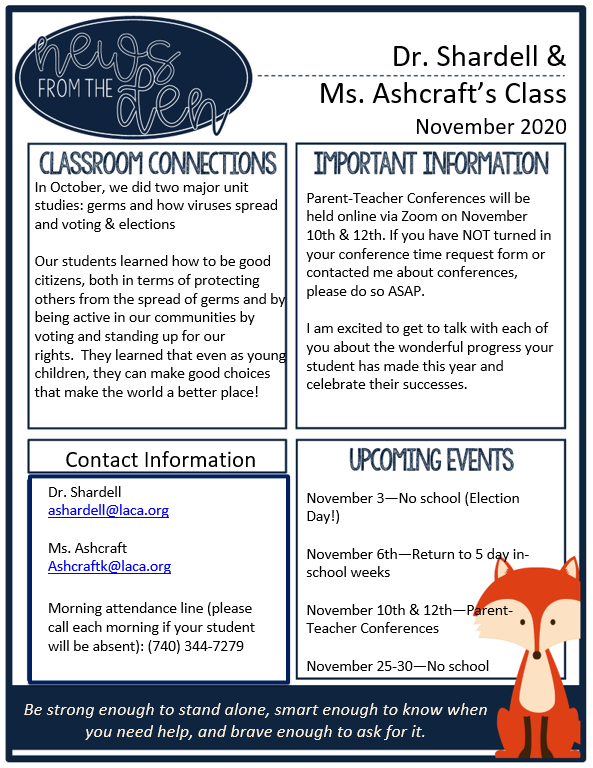 news
FROM THE
den
Dr. Shardell &
Ms. Ashcraft's Class
November 2020
CLASSROOM CONNECTIONS
In October, we did two major unit
studies: germs and how viruses spread
and voting & elections
Our students learned how to be good
citizens, both in terms of protecting
others from the spread of germs and by
being active in our communities by
voting and standing up for our
rights.  They learned that even as young
children, they can make good choices
that make the world a better place!
IMPORTANT INFORMATION
Parent-Teacher Conferences will be
held online via Zoom on November
10th & 12th. If you have NOT turned in
your conference time request form or
contacted me about conferences,
please do so ASAP.
I am excited to get to talk with each of
you about the wonderful progress your
student has made this year and
celebrate their successes.
Contact Information
Dr. Shardell
ashardell@laca.org
Ms. Ashcraft
Ashcraftk@laca.org
Morning attendance line (please
call each morning if your student
will be absent): (740) 344-7279
UPCOMING EVENTS
November 3—No school (Election
Day!)
November 6th—Return to 5 day in-
school weeks
November 10th & 12th—Parent-
Teacher Conferences
November 25-30—No school
Be strong enough to stand alone, smart enough to know when
you need help, and brave enough to ask for it.